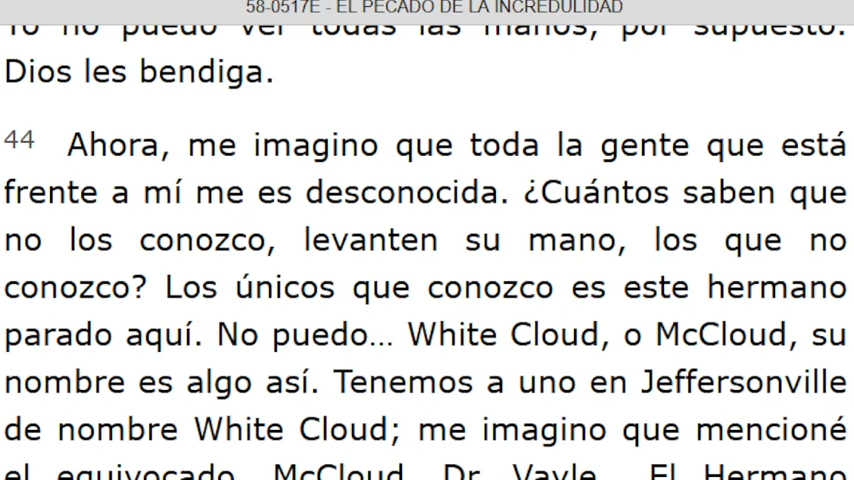 58-0517E - EL PECADO DE LA INCREDULIDAD
Yo no puedo ver todas las manos, por supuesto.
Dios les bendiga.
44 Ahora, me imagino que toda la gente que está
frente a mí me es desconocida. ¿Cuántos saben que
no los conozco, levanten su mano, los que no
conozco? Los únicos que conozco es este hermano
parado aquí. No puedo… White Cloud, o McCloud, su
nombre es algo así. Tenemos a uno en Jeffersonville
de nombre White Cloud; me imagino que mencioné
el equivocado. McCloud, Dr. Vayle… El Hermano